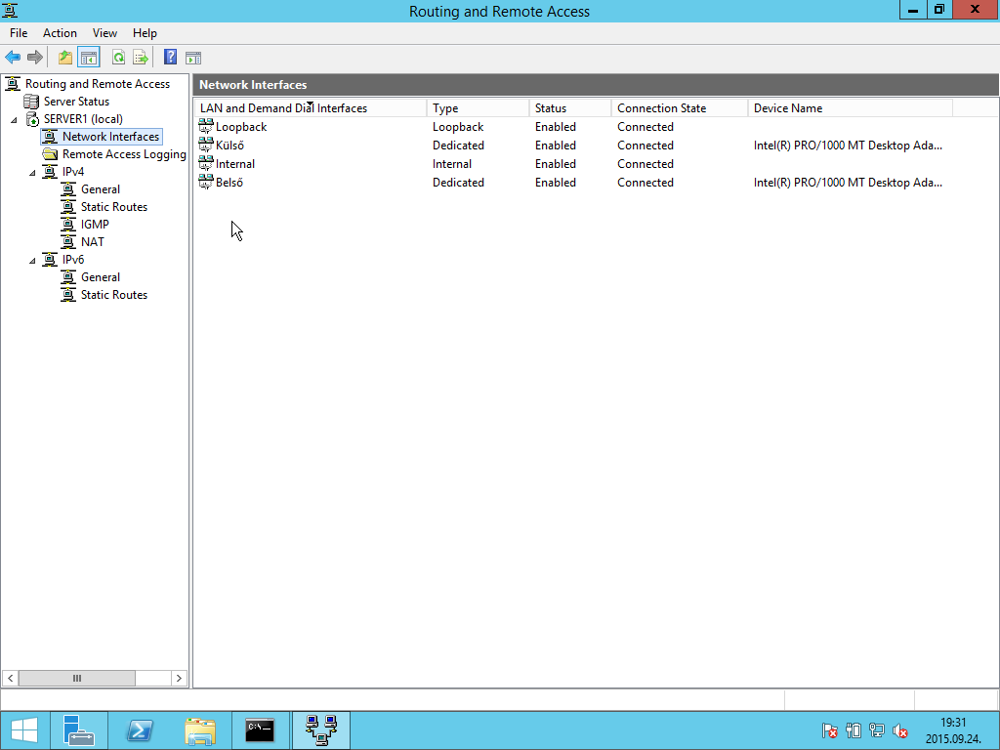 Routing and Remote Access
File Action View Help
Routing and Remote Access
Server Status
SERVER1 (local)
Network Interfaces
Remote Access Logging
IPv4
General
Static Routes
IGMP
NAT
IPv6
General
Static Routes
Network Interfaces
LAN and Demand Dial Interfaces Type Status Connection State Device Name
Loopback Loopback Enabled Connected
Külső Dedicated Enabled Connected Intel(R) PRO/1000 MT Desktop Ada...
Internal Internal Enabled Connected
Belső Dedicated Enabled Connected Intel(R) PRO/1000 MT Desktop Ada...
19:31
2015.09.24.